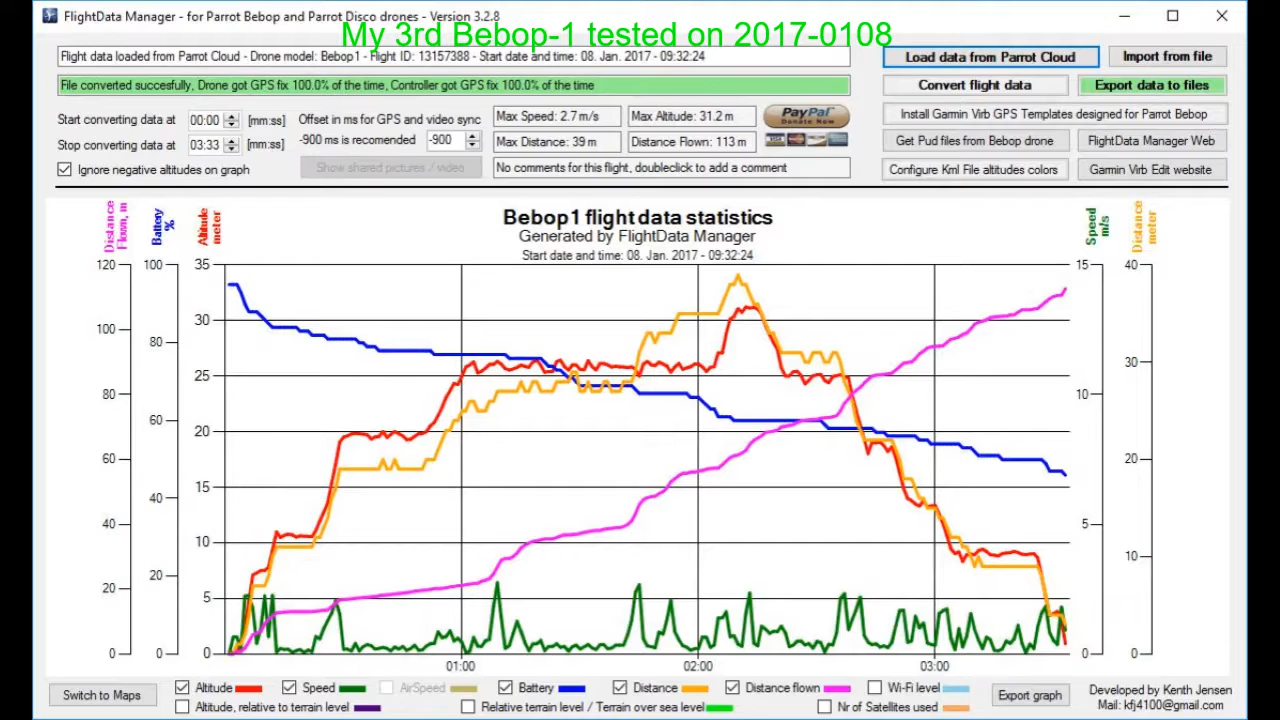 FlightData Manager - for Parrot Bebop and Parrot Disco drones - Version 3.2.8
My 3rd Bebop-1 tested on 2017-0108
Flight data loaded from Parrot Cloud - Drone model: Bebop1 - Flight ID: 13157388 - Start date and time: 08. Jan. 2017 - 09:32:24
Load data from Parrot Cloud
Import from file
File converted succesfully, Drone got GPS fix 100.0% of the time, Controller got GPS fix 100.0% of the time
Convert flight data
Export data to files
Start converting data at 00:00 [mm:ss]
Offset in ms for GPS and video sync
Max Speed: 2.7 m/s
Max Altitude: 31.2 m
PayPal
Donate Now
Install Garmin Virb GPS Templates designed for Parrot Bebop
Stop converting data at 03:33 [mm:ss]
-900 ms is recomended -900
Max Distance: 39 m
Distance Flown: 113 m
Get Pud files from Bebop drone
FlightData Manager Web
Ignore negative altitudes on graph
Show shared pictures / video
No comments for this flight, doubleclick to add a comment
Configure Kml File altitudes colors
Garmin Virb Edit website
Distance Flown, m
Battery %
Altitude meter
Bebop1 flight data statistics
Generated by FlightData Manager
Start date and time: 08. Jan. 2017 - 09:32:24
Speed m/s
Distance meter
120 100 35 15 40
30
100
80 30
25
80 10
60
20
60 20
15
40
40 5
10 10
20
20 5
0 0 0 0 0
01:00 02:00 03:00
Switch to Maps
Altitude
Speed
AirSpeed
Battery
Distance
Distance flown
Wi-Fi level
Altitude, relative to terrain level
Relative terrain level / Terrain over sea level
Nr of Satellites used
Export graph
Developed by Kenth Jensen
Mail: kfj4100@gmail.com